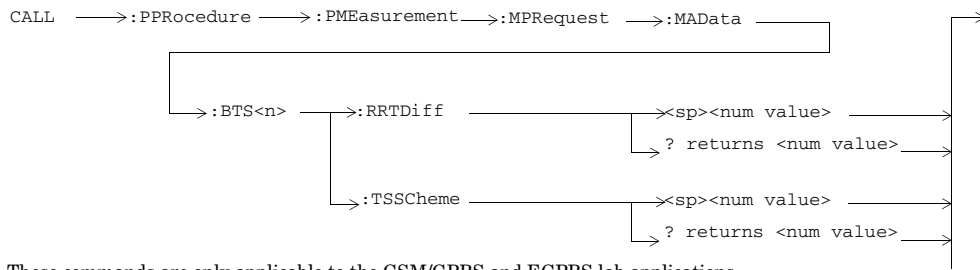 CALL :PPRocedure :PMEasurement :MPRequest :MAData
:BTS<n> :RRTDiff <sp><num value>
? returns <num value>
:TSSCheme <sp><num value>
? returns <num value>
These commands are only applicable to the GSM/GPRS and EGPRS lab applications